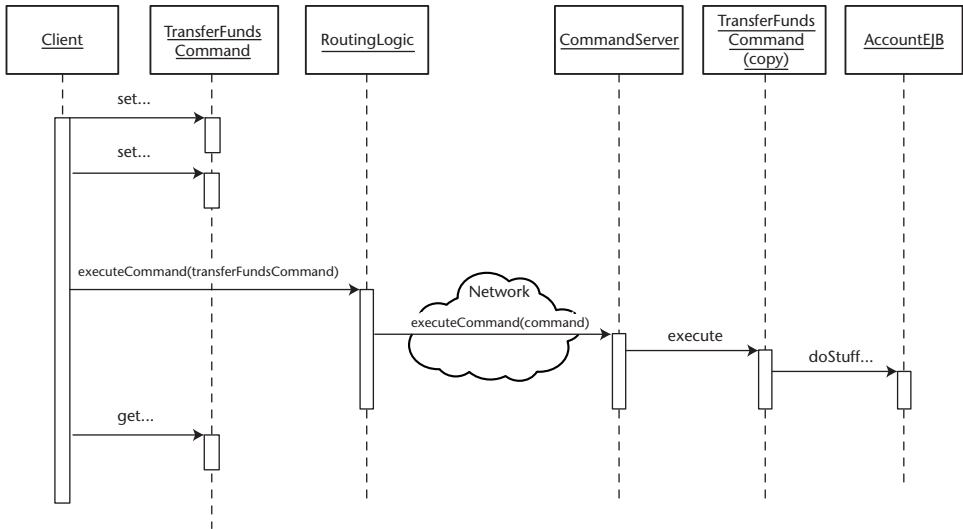 Client
TransferFunds
Command
RoutingLogic
CommandServer
TransferFunds
Command
(copy)
AccountEJB
set...
set...
executeCommand(transferFundsCommand)
Network
executeCommand(command)
execute
doStuff...
get...